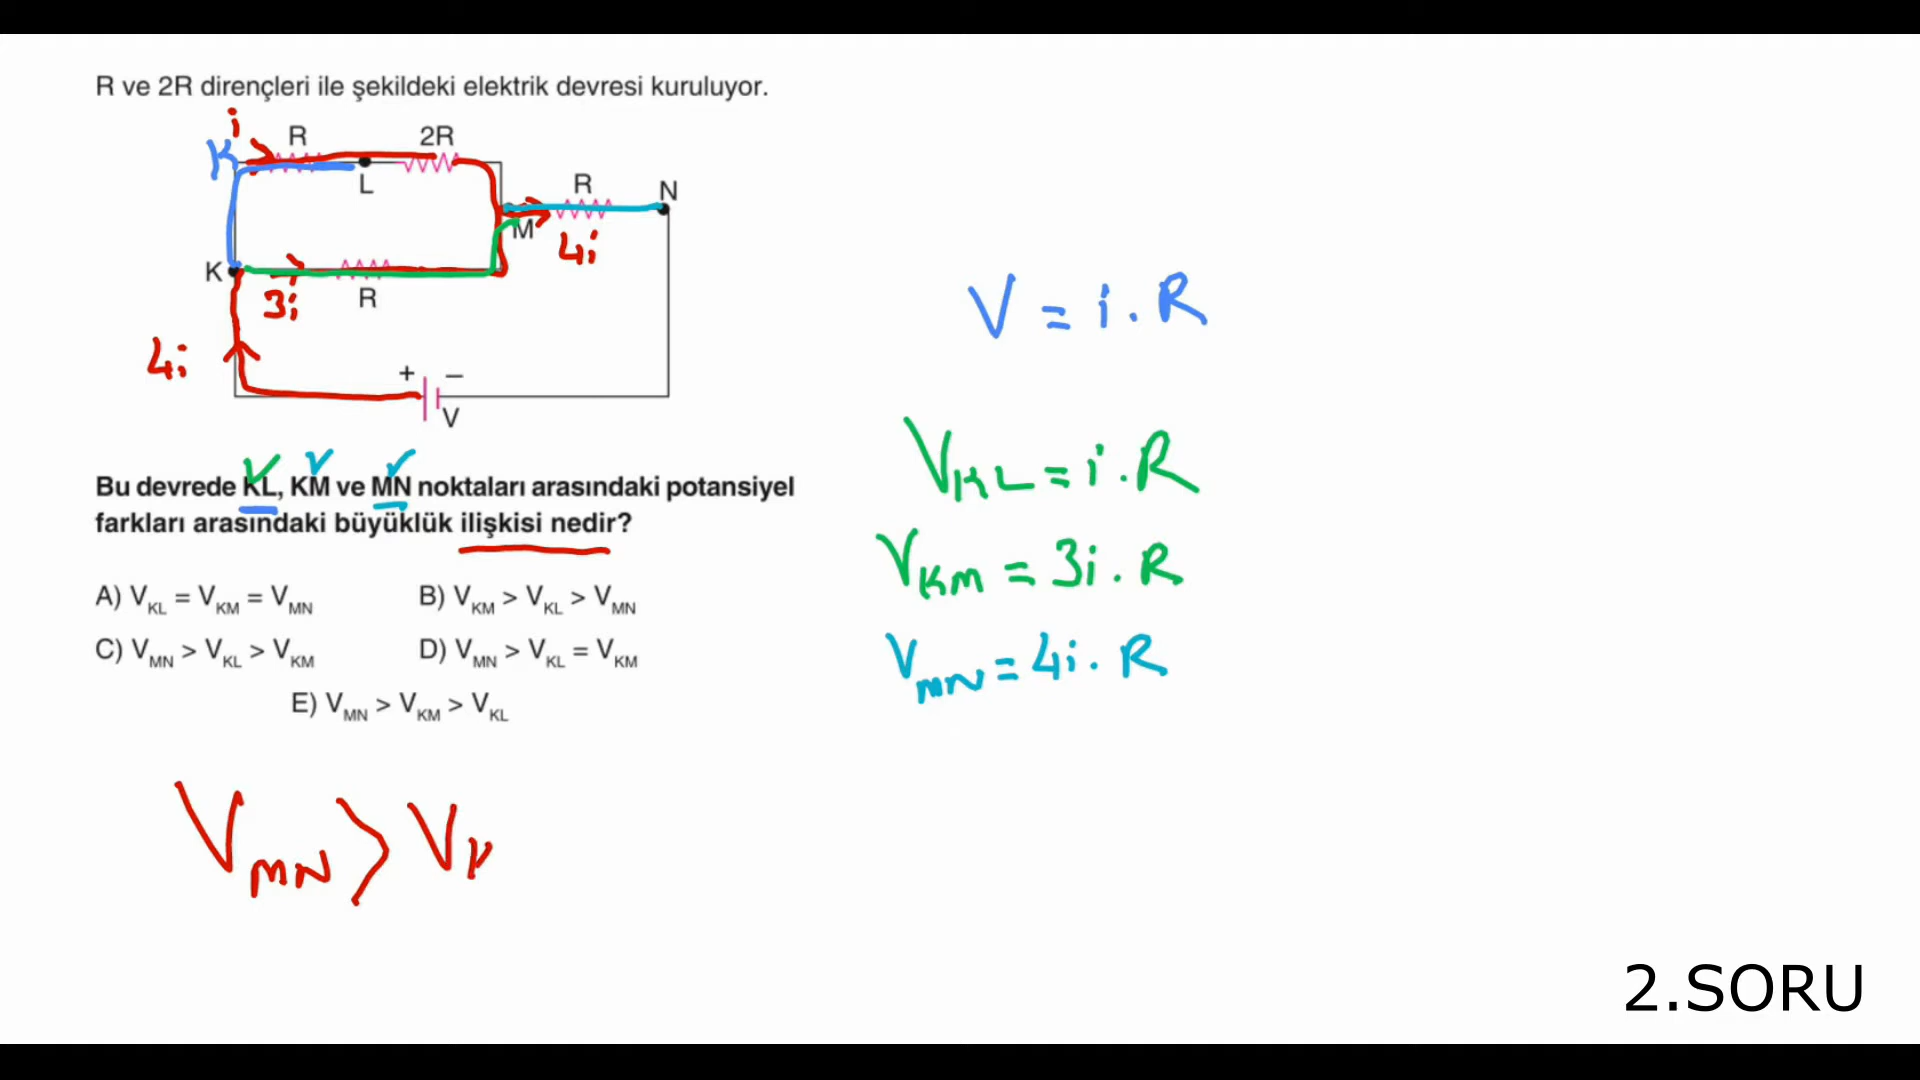 R ve 2R dirençleri ile şekildeki elektrik devresi kuruluyor.
i
R
2R
K
L
R
N
M
4i
K
3i
R
4i
+ −
V
Bu devrede KL, KM ve MN noktaları arasındaki potansiyel
farkları arasındaki büyüklük ilişkisi nedir?
A) V_KL = V_KM = V_MN
B) V_KM > V_KL > V_MN
C) V_MN > V_KL > V_KM
D) V_MN > V_KL = V_KM
E) V_MN > V_KM > V_KL
V = i . R
V_KL = i . R
V_KM = 3i . R
V_MN = 4i . R
V_MN > V
2.SORU